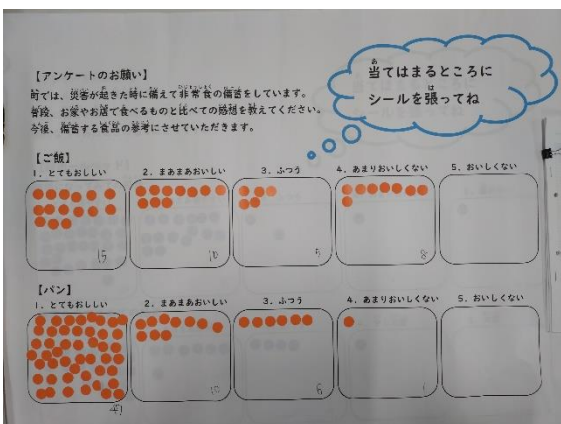 【アンケートのお願い】
町では、災害が起きた時に備えて非常食の備蓄をしています。
普段、お家やお店で食べるものと比べての感想を教えてください。
今後、備蓄する食品の参考にさせていただきます。
当てはまるところに
シールを張ってね
【ご飯】
1．とてもおししい
2．まあまあおいしい
3．ふつう
4．あまりおいしくない
5．おいしくない
15
10
5
8
【パン】
1．とてもおししい
2．まあまあおいしい
3．ふつう
4．あまりおいしくない
5．おいしくない
10
6
1